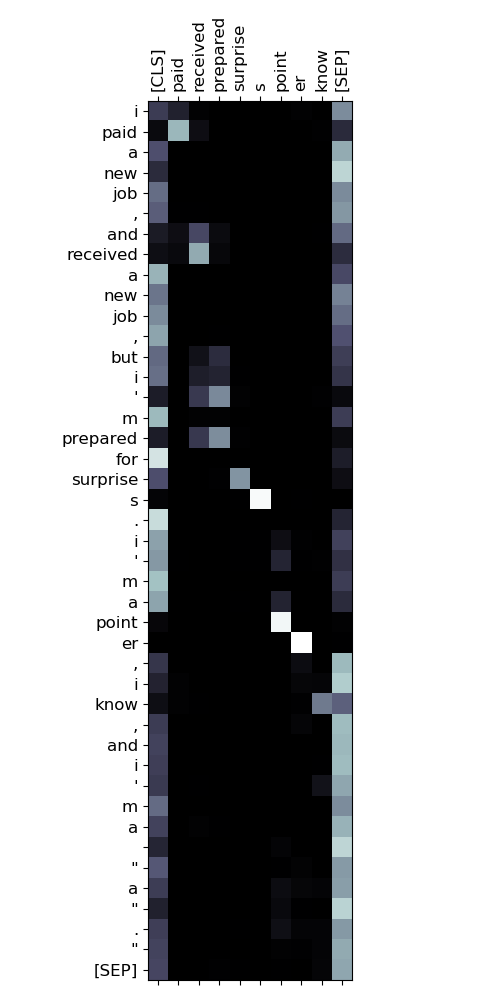 [CLS]
paid
received
prepared
surprise
s
point
er
know
[SEP]
i
paid
a
new
job
,
and
received
a
new
job
,
but
i
'
m
prepared
for
surprise
s
.
i
'
m
a
point
er
,
i
know
,
and
i
'
m
a
"
a
"
.
"
[SEP]